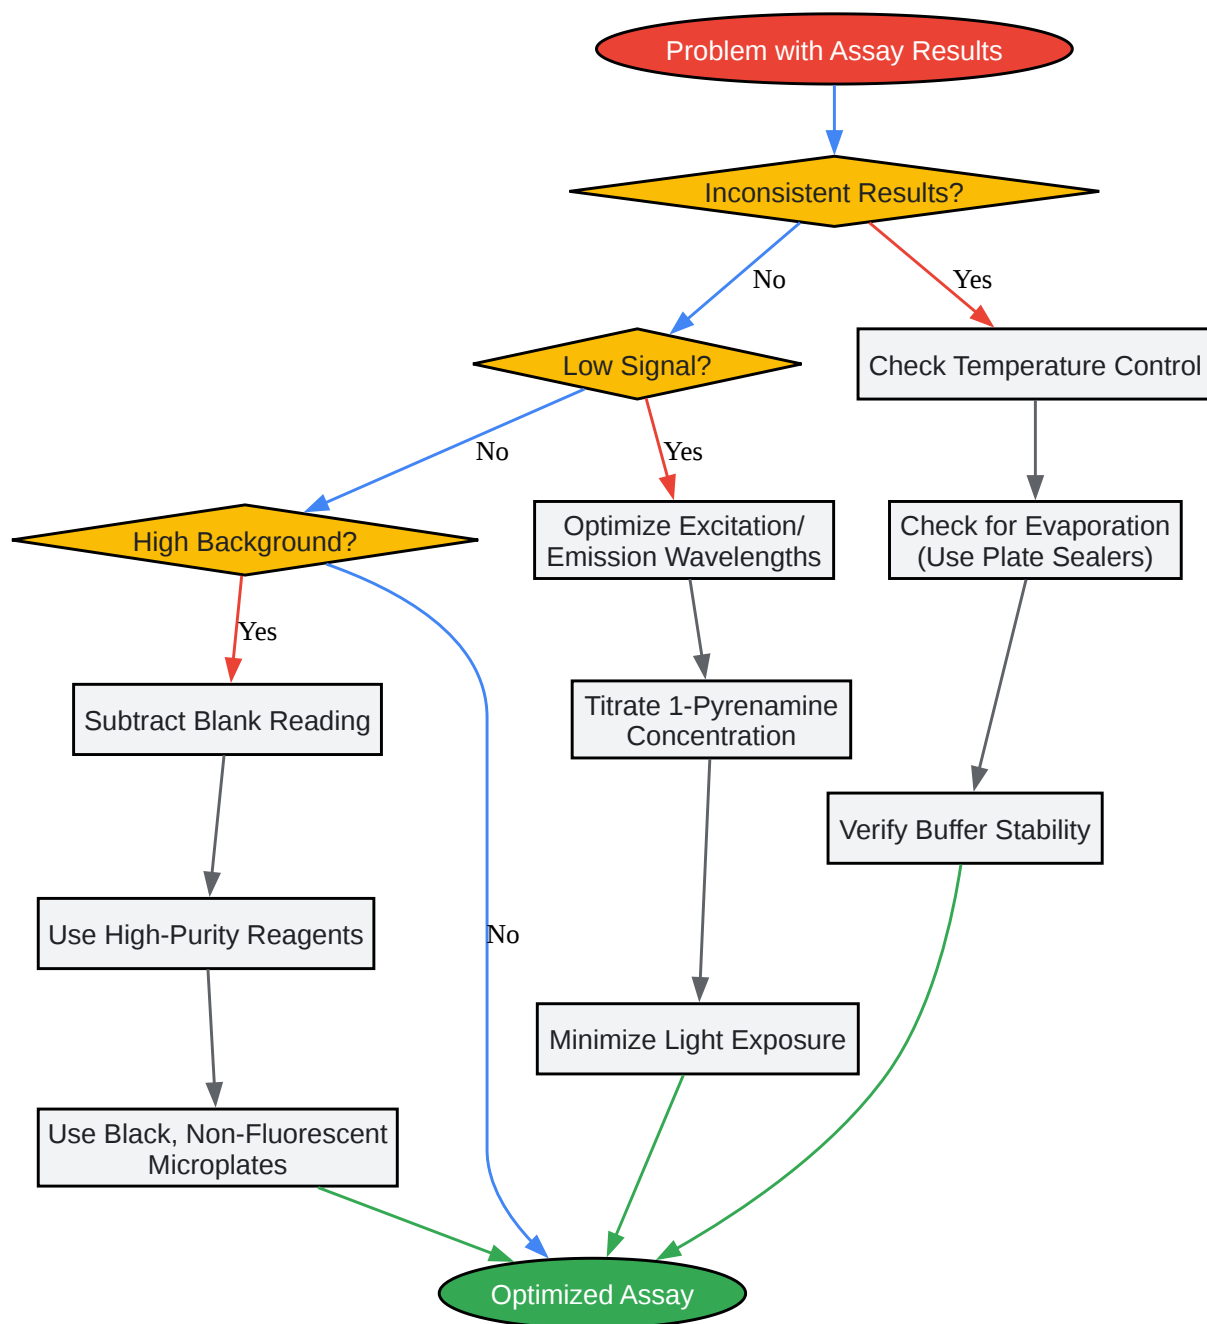 Problem with Assay Results
Inconsistent Results?
No
Yes
Low Signal?
Check Temperature Control
No
Yes
High Background?
Optimize Excitation/
Emission Wavelengths
Check for Evaporation
(Use Plate Sealers)
Yes
Subtract Blank Reading
Titrate 1-Pyrenamine
Concentration
Verify Buffer Stability
Use High-Purity Reagents
No
Minimize Light Exposure
Use Black, Non-Fluorescent
Microplates
Optimized Assay